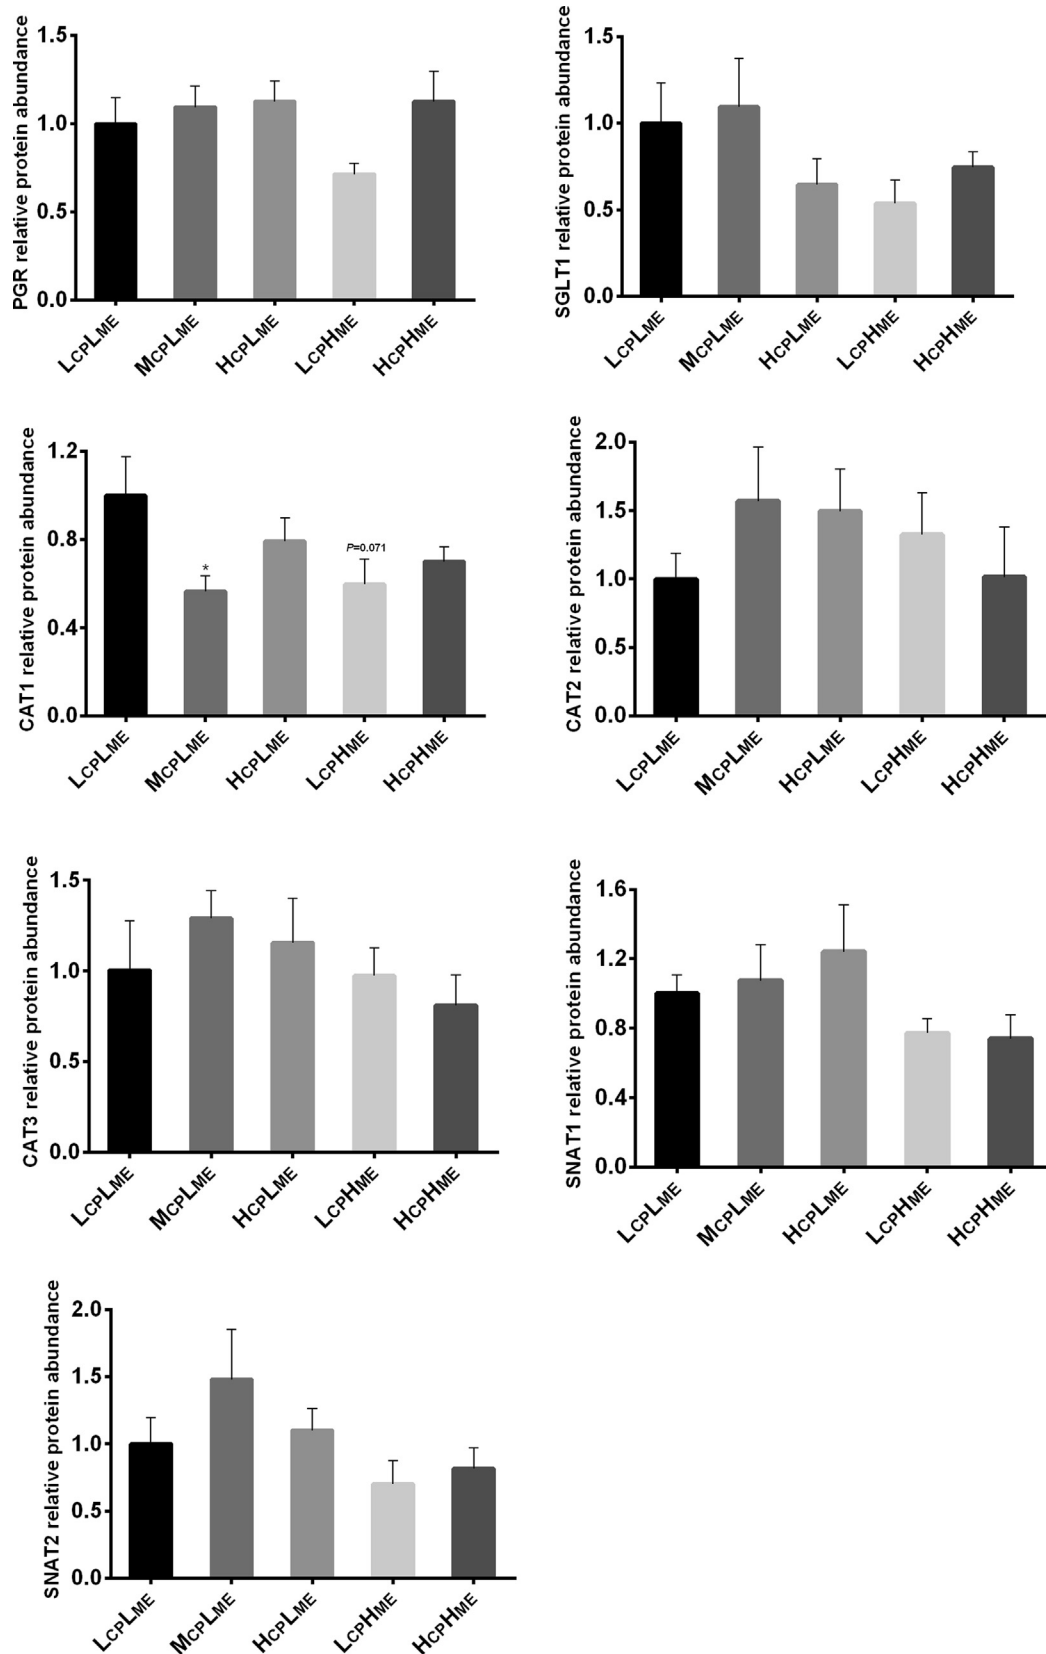 PGR relative protein abundance
1.5
1.0
0.5
0.0
LCPLME
MCPLME
HCPLME
LCPHME
HCPHME
SGLT1 relative protein abundance
1.5
1.0
0.5
0.0
LCPLME
MCPLME
HCPLME
LCPHME
HCPHME
CAT1 relative protein abundance
1.2
0.8
0.4
0.0
*
P=0.071
LCPLME
MCPLME
HCPLME
LCPHME
HCPHME
CAT2 relative protein abundance
2.0
1.5
1.0
0.5
0.0
LCPLME
MCPLME
HCPLME
LCPHME
HCPHME
CAT3 relative protein abundance
1.5
1.0
0.5
0.0
LCPLME
MCPLME
HCPLME
LCPHME
HCPHME
SNAT1 relative protein abundance
1.6
1.2
0.8
0.4
0.0
LCPLME
MCPLME
HCPLME
LCPHME
HCPHME
SNAT2 relative protein abundance
2.0
1.5
1.0
0.5
0.0
LCPLME
MCPLME
HCPLME
LCPHME
HCPHME